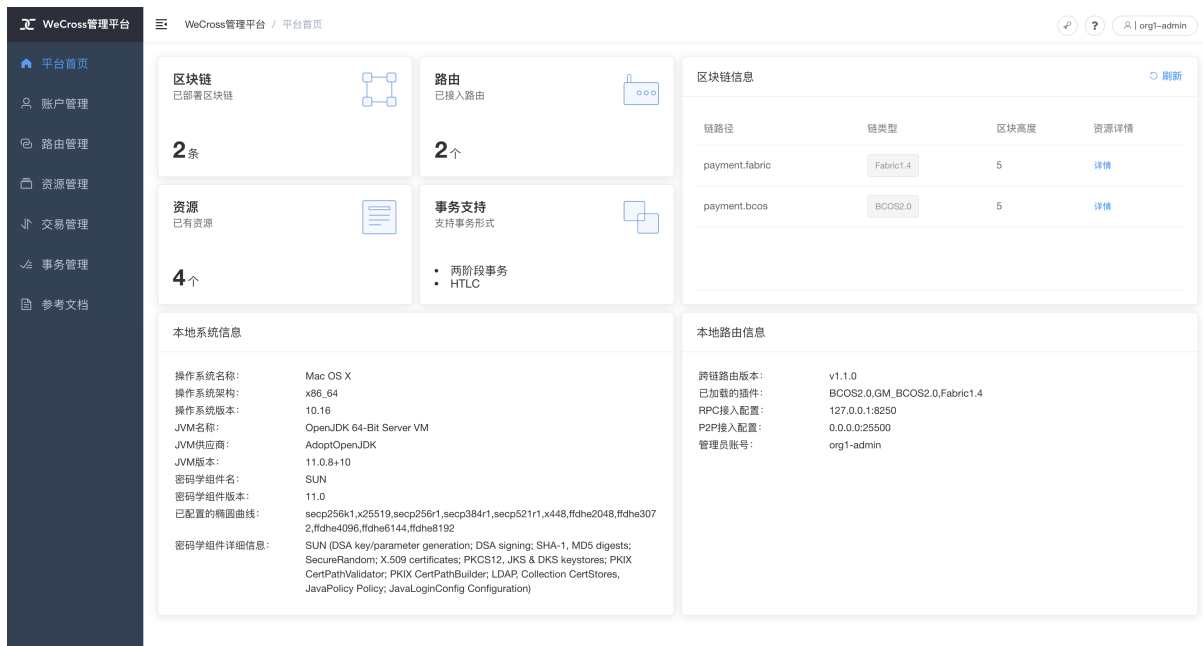 WeCross管理平台
WeCross管理平台 / 平台首页
?
org1-admin
平台首页
账户管理
路由管理
资源管理
交易管理
事务管理
参考文档
区块链
已部署区块链
2条
路由
已接入路由
2个
资源
已有资源
4个
事务支持
支持事务形式
• 两阶段事务
• HTLC
区块链信息
刷新
链路径 链类型 区块高度 资源详情
payment.fabric Fabric1.4 5 详情
payment.bcos BCOS2.0 5 详情
本地系统信息
操作系统名称: Mac OS X
操作系统架构: x86_64
操作系统版本: 10.16
JVM名称: OpenJDK 64-Bit Server VM
JVM供应商: AdoptOpenJDK
JVM版本: 11.0.8+10
密码学组件名: SUN
密码学组件版本: 11.0
已配置的椭圆曲线: secp256k1,x25519,secp256r1,secp384r1,secp521r1,x448,ffdhe2048,ffdhe307
2,ffdhe4096,ffdhe6144,ffdhe8192
密码学组件详细信息: SUN (DSA key/parameter generation; DSA signing; SHA-1, MD5 digests;
SecureRandom; X.509 certificates; PKCS12, JKS & DKS keystores; PKIX
CertPathValidator; PKIX CertPathBuilder; LDAP, Collection CertStores,
JavaPolicy Policy; JavaLoginConfig Configuration)
本地路由信息
跨链路由版本: v1.1.0
已加载的插件: BCOS2.0,GM_BCOS2.0,Fabric1.4
RPC接入配置: 127.0.0.1:8250
P2P接入配置: 0.0.0.0:25500
管理员账号: org1-admin